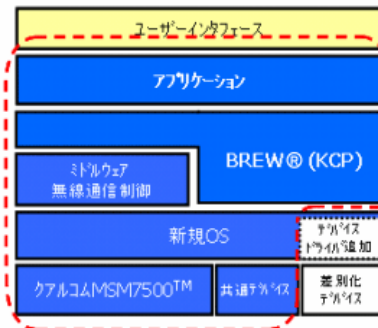 ユーザーインタフェース
アプリケーション
BREW® (KCP)
ミドルウェア
無線通信制御
新規OS
デバイス
ドライバ追加
クアルコムMSM7500™
共通デバイス
差別化
デバイス